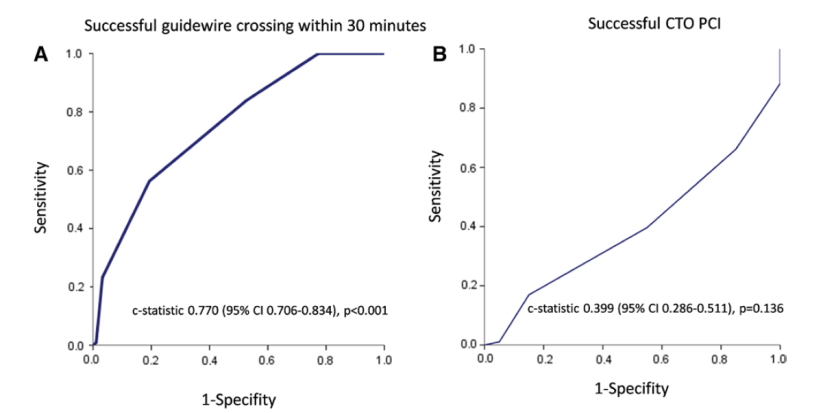 Successful guidewire crossing within 30 minutes
A
1.0
0.8
0.6
0.4
0.2
0.0
Sensitivity
c-statistic 0.770 (95% CI 0.706-0.834), p<0.001
0.0 0.2 0.4 0.6 0.8 1.0
1-Specifity
Successful CTO PCI
B
1.0
0.8
0.6
0.4
0.2
0.0
Sensitivity
c-statistic 0.399 (95% CI 0.286-0.511), p=0.136
0.0 0.2 0.4 0.6 0.8 1.0
1-Specifity